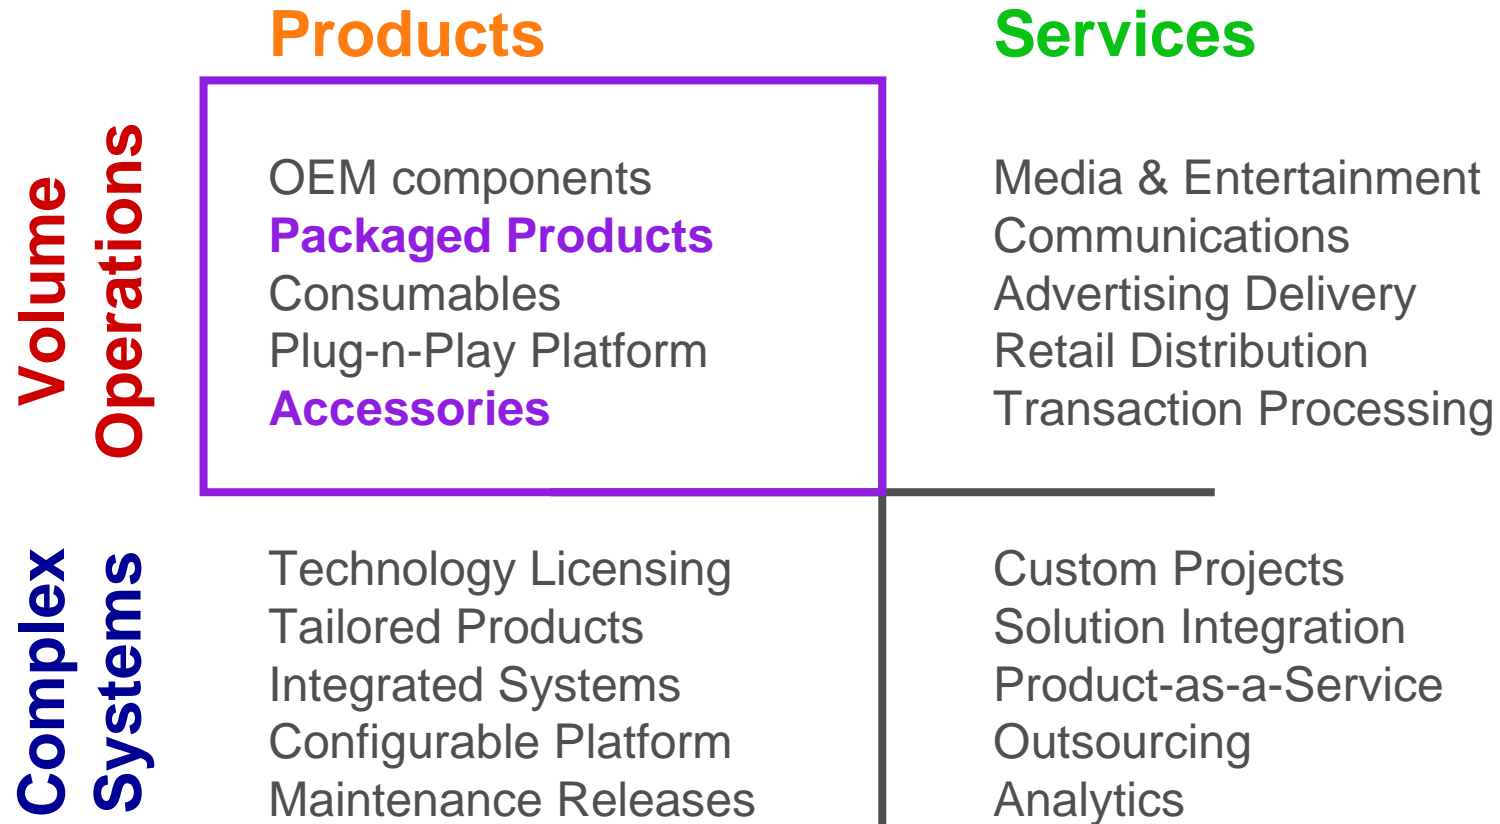 Products
Services
Volume
Operations
OEM components
Packaged Products
Consumables
Plug-n-Play Platform
Accessories
Media & Entertainment
Communications
Advertising Delivery
Retail Distribution
Transaction Processing
Complex
Systems
Technology Licensing
Tailored Products
Integrated Systems
Configurable Platform
Maintenance Releases
Custom Projects
Solution Integration
Product-as-a-Service
Outsourcing
Analytics